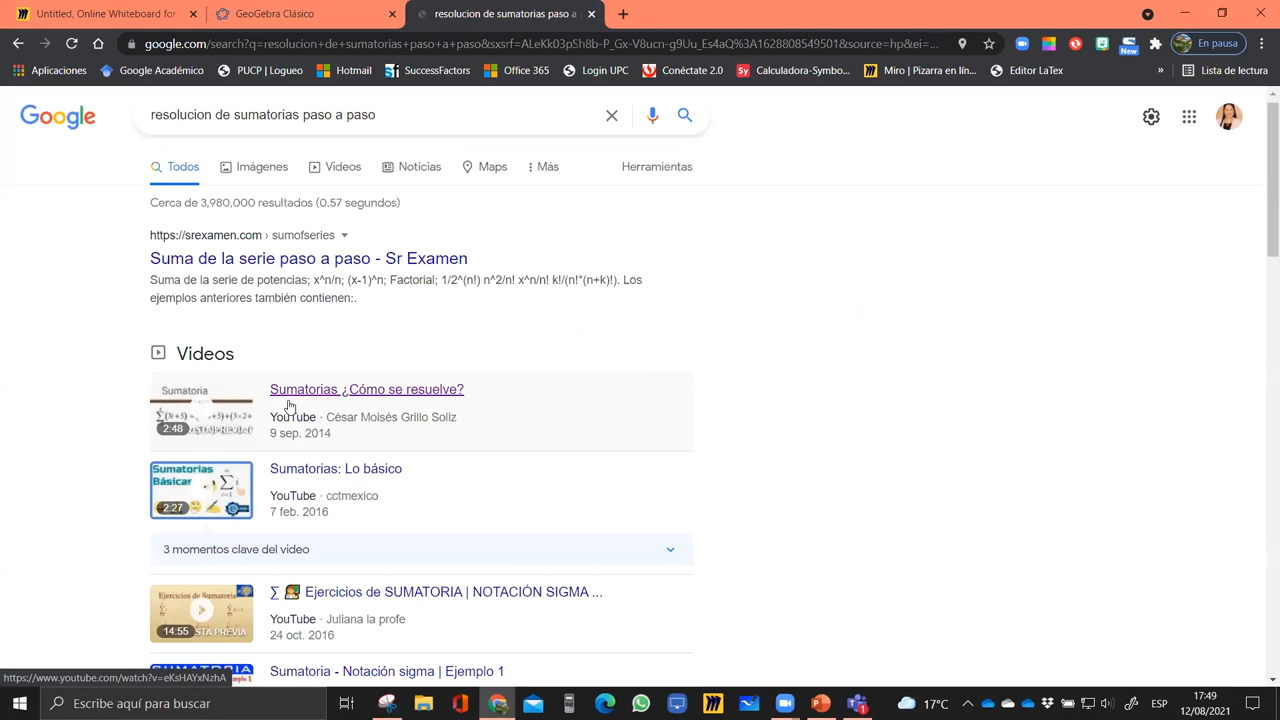 Untitled, Online Whiteboard for
GeoGebra Clásico
resolucion de sumatorias paso a
google.com/search?q=resolucion+de+sumatorias+paso+a+paso&sxsrf=ALeKk03pSh8b-P_Gx-V8ucn-g9Uu_Es4aQ%3A1628808549501&source=hp&ei=...
New
En pausa
Aplicaciones
Google Académico
PUCP | Logueo
Hotmail
SuccessFactors
Office 365
Login UPC
Conéctate 2.0
Calculadora-Symbo...
Miro | Pizarra en lín...
Editor LaTex
»
Lista de lectura
Google
resolucion de sumatorias paso a paso
Todos
Imágenes
Videos
Noticias
Maps
Más
Herramientas
Cerca de 3,980,000 resultados (0.57 segundos)
https://srexamen.com › sumofseries
Suma de la serie paso a paso - Sr Examen
Suma de la serie de potencias; x^n/n; (x-1)^n; Factorial; 1/2^(n!) n^2/n! x^n/n! k!/(n!*(n+k)!). Los
ejemplos anteriores también contienen:.
Videos
Sumatoria
2:48
Sumatorias ¿Cómo se resuelve?
YouTube · César Moisés Grillo Soliz
9 sep. 2014
Sumatorias
Básicar
2:27
Sumatorias: Lo básico
YouTube · cctmexico
7 feb. 2016
3 momentos clave del video
Ejercicios de Sumatoria
14:55
STA PREVIA
∑ 👩‍🏫 Ejercicios de SUMATORIA | NOTACIÓN SIGMA ...
YouTube · Juliana la profe
24 oct. 2016
SUMATORIA
Sumatoria - Notación sigma | Ejemplo 1
https://www.youtube.com/watch?v=eKsHAYxNzhA
Escribe aquí para buscar
17°C
ESP
17:49
12/08/2021